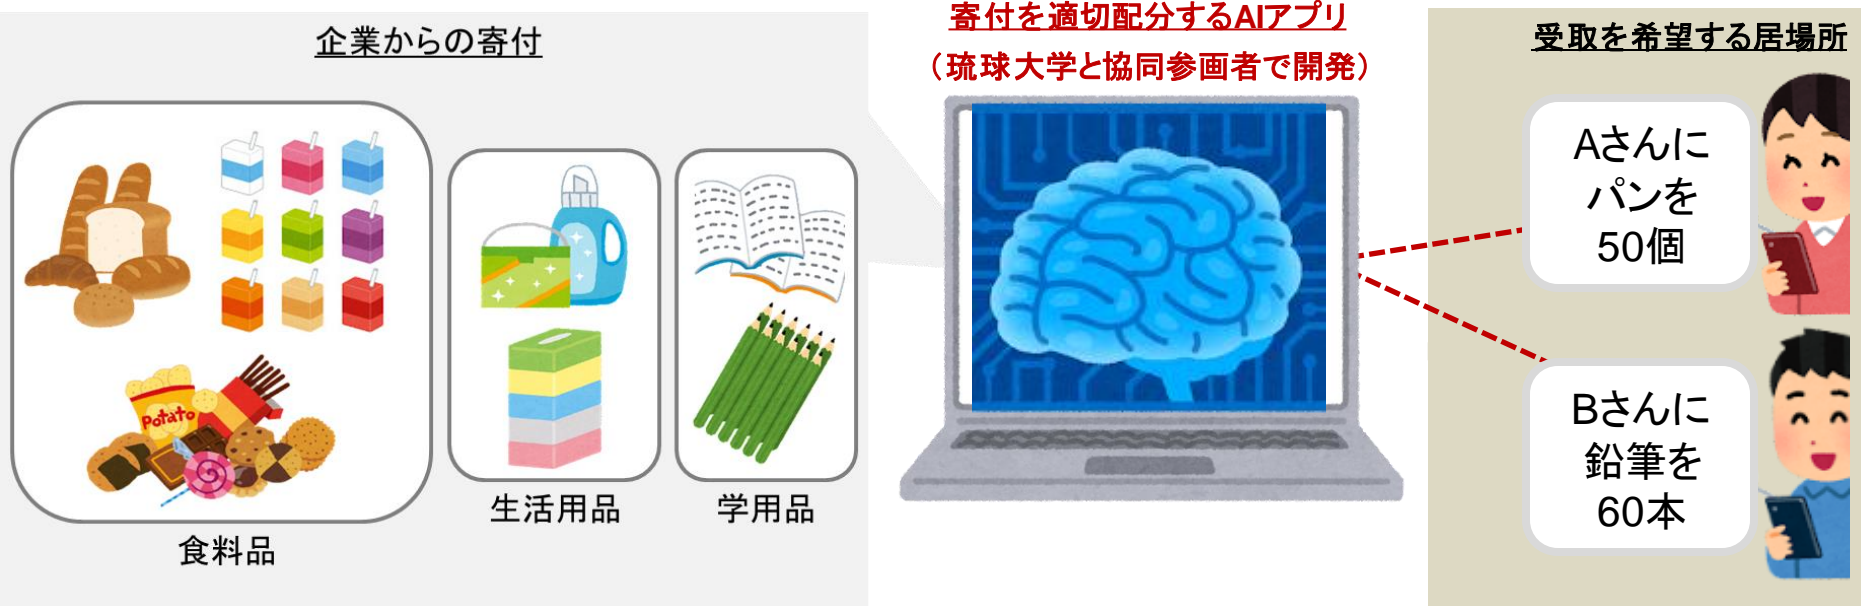 企業からの寄付
Potato
食料品
生活用品
学用品
寄付を適切配分するAIアプリ
（琉球大学と協同参画者で開発）
受取を希望する居場所
Aさんに
パンを
50個
Bさんに
鉛筆を
60本